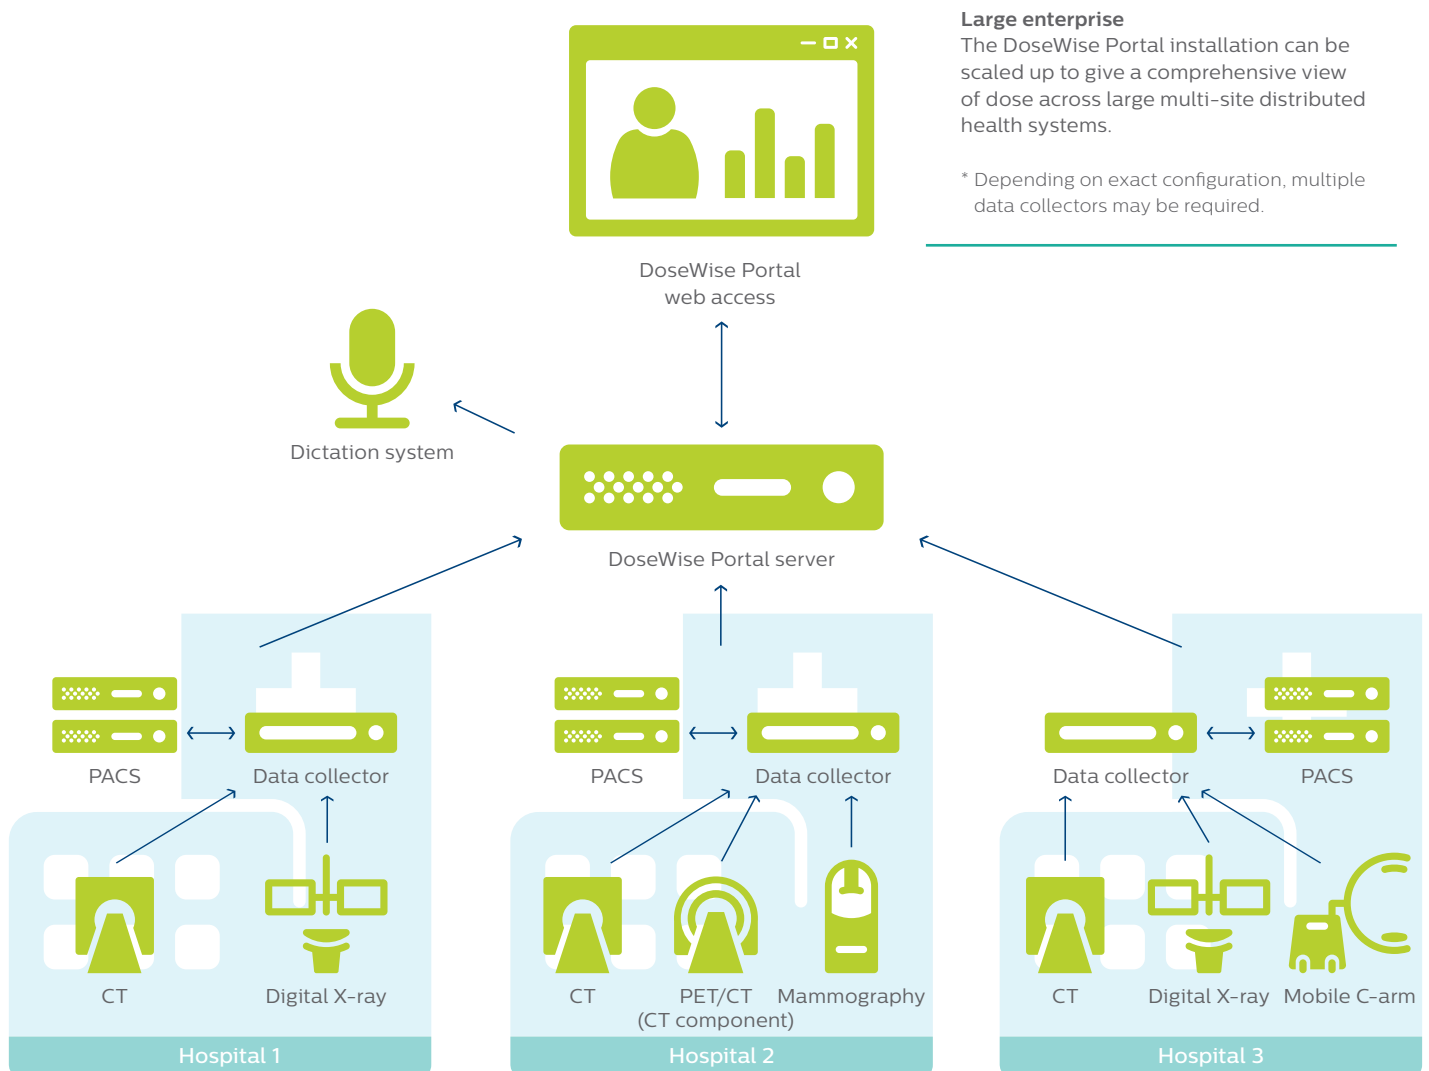 Large enterprise
The DoseWise Portal installation can be
scaled up to give a comprehensive view
of dose across large multi-site distributed
health systems.
* Depending on exact configuration, multiple
data collectors may be required.
DoseWise Portal
web access
Dictation system
DoseWise Portal server
PACS
Data collector
CT
Digital X-ray
Hospital 1
PACS
Data collector
CT
PET/CT
(CT component)
Mammography
Hospital 2
Data collector
PACS
CT
Digital X-ray
Mobile C-arm
Hospital 3